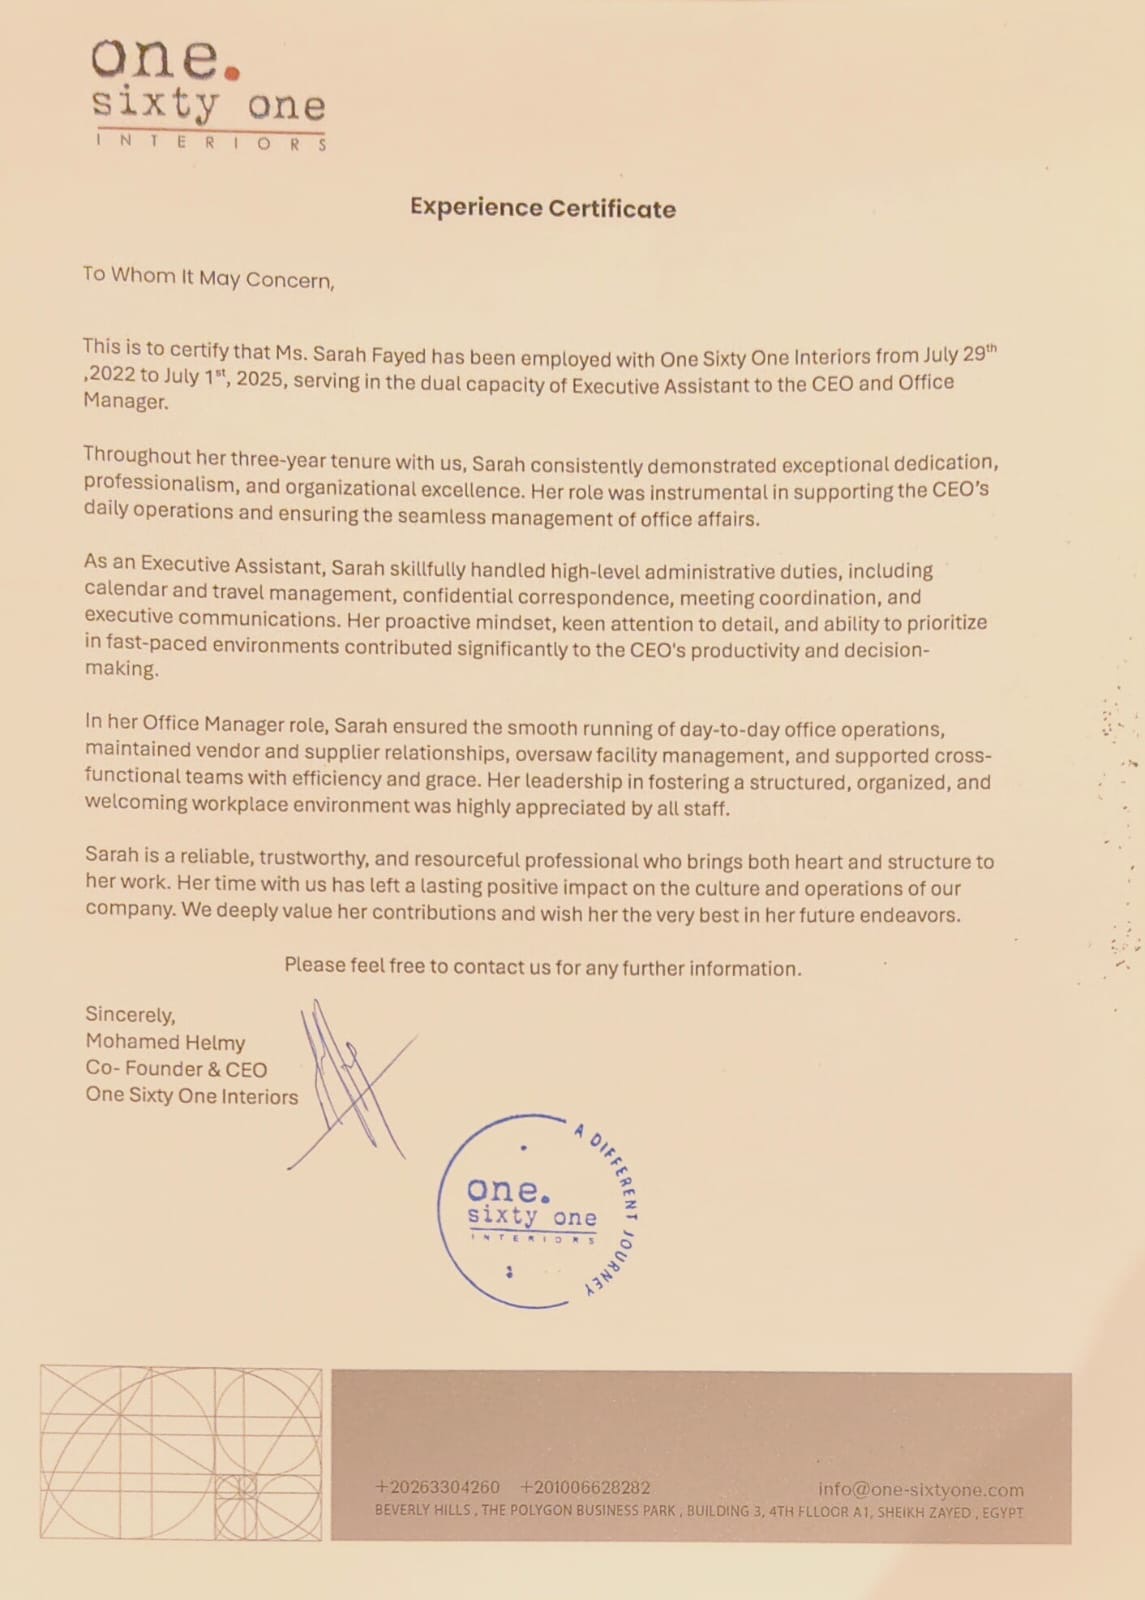 one.
sixty one
INTERIORS
Experience Certificate
To Whom It May Concern,
This is to certify that Ms. Sarah Fayed has been employed with One Sixty One Interiors from July 29th
,2022 to July 1st, 2025, serving in the dual capacity of Executive Assistant to the CEO and Office
Manager.
Throughout her three-year tenure with us, Sarah consistently demonstrated exceptional dedication,
professionalism, and organizational excellence. Her role was instrumental in supporting the CEO's
daily operations and ensuring the seamless management of office affairs.
As an Executive Assistant, Sarah skillfully handled high-level administrative duties, including
calendar and travel management, confidential correspondence, meeting coordination, and
executive communications. Her proactive mindset, keen attention to detail, and ability to prioritize
in fast-paced environments contributed significantly to the CEO's productivity and decision-
making.
In her Office Manager role, Sarah ensured the smooth running of day-to-day office operations,
maintained vendor and supplier relationships, oversaw facility management, and supported cross-
functional teams with efficiency and grace. Her leadership in fostering a structured, organized, and
welcoming workplace environment was highly appreciated by all staff.
Sarah is a reliable, trustworthy, and resourceful professional who brings both heart and structure to
her work. Her time with us has left a lasting positive impact on the culture and operations of our
company. We deeply value her contributions and wish her the very best in her future endeavors.
Please feel free to contact us for any further information.
Sincerely,
Mohamed Helmy
Co- Founder & CEO
One Sixty One Interiors
A DIFFERENT JOURNEY
one.
sixty one
INTERIORS
+20263304260 +201006628282 info@one-sixtyone.com
BEVERLY HILLS , THE POLYGON BUSINESS PARK , BUILDING 3, 4TH FLLOOR A1, SHEIKH ZAYED , EGYPT